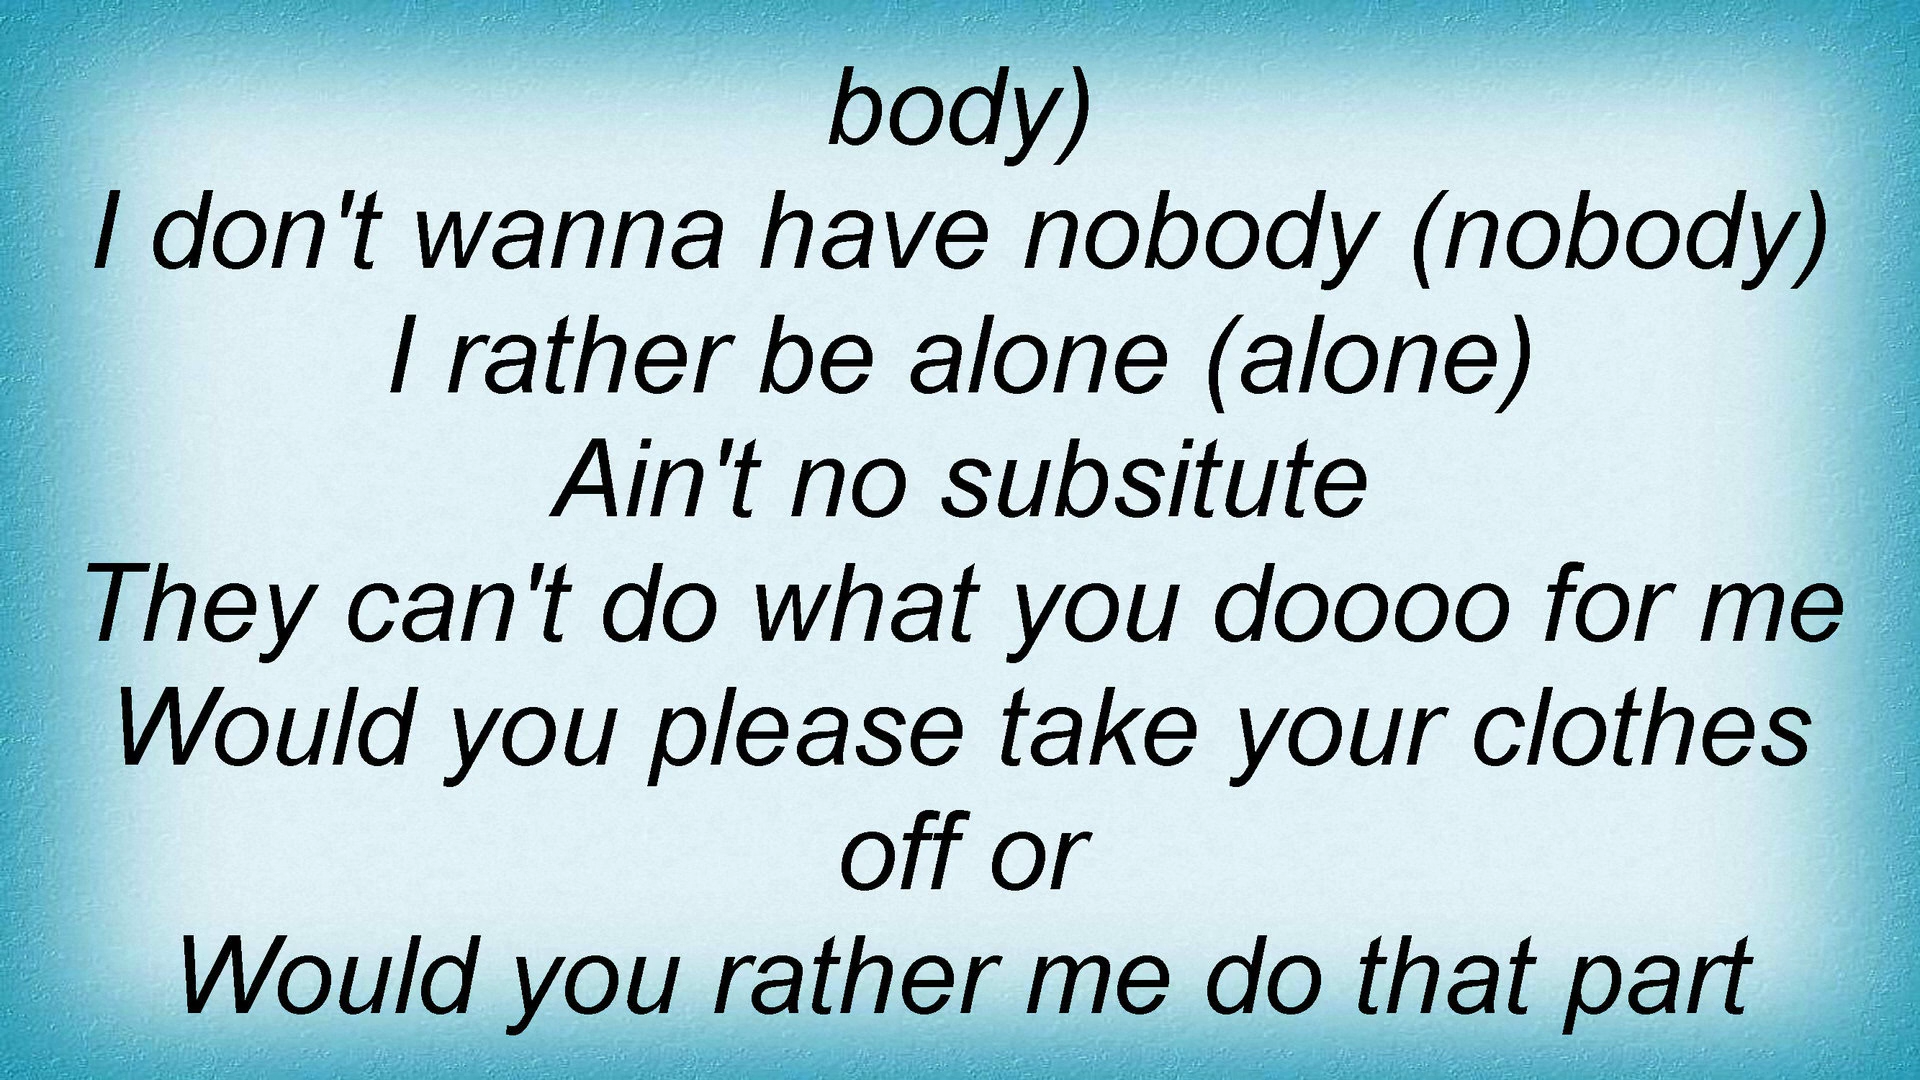 body)
I don't wanna have nobody (nobody)
I rather be alone (alone)
Ain't no subsitute
They can't do what you doooo for me
Would you please take your clothes
off or
Would you rather me do that part